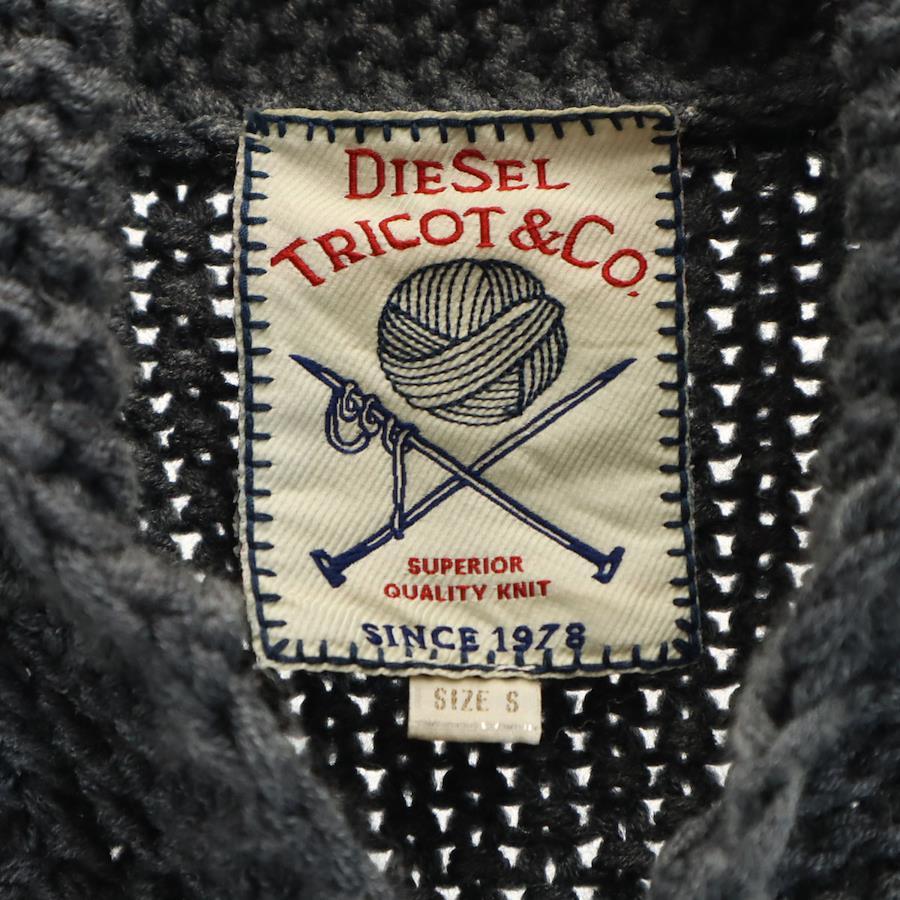 DIESEL
TRICOT & CO.
SUPERIOR
QUALITY KNIT
SINCE 1978
SIZE S